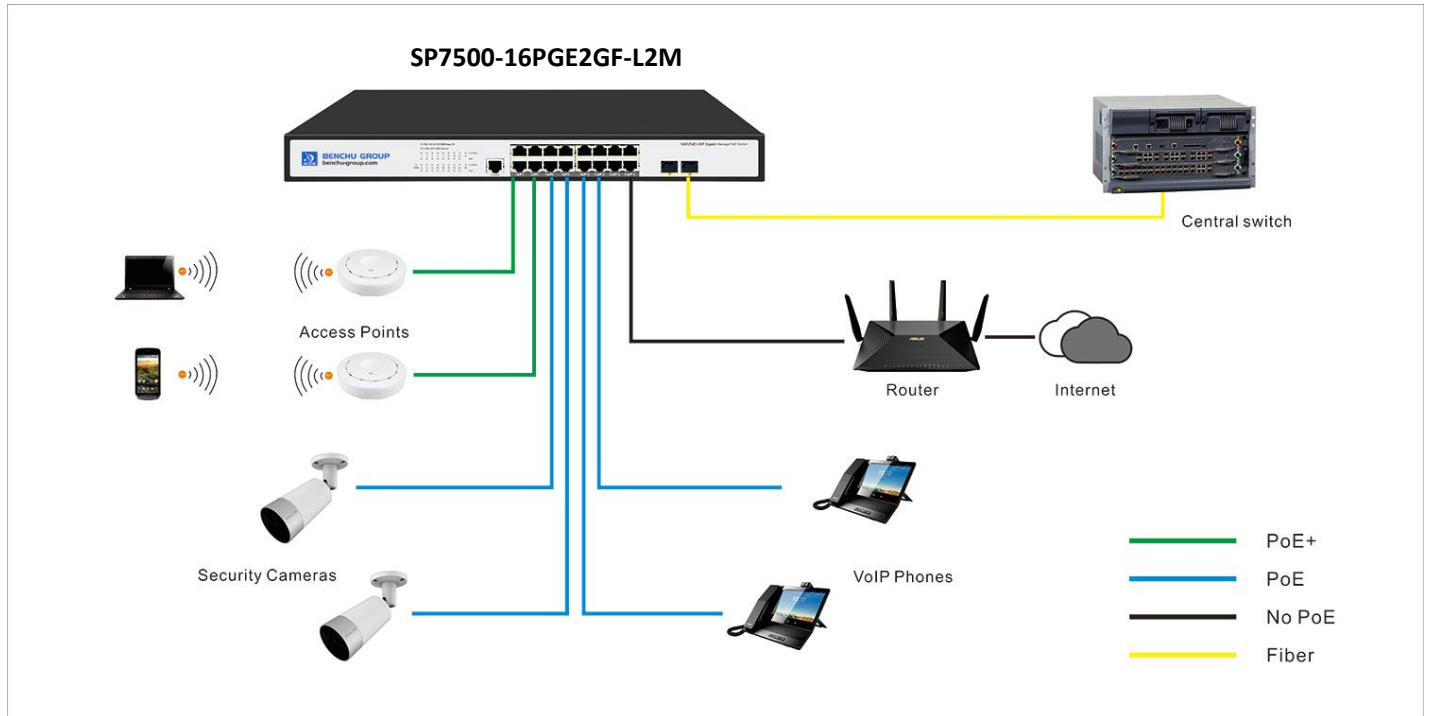 SP7500-16PGE2GF-L2M
BENCHU GROUP
benchu-group.com
Central switch
Access Points
Router
Internet
Security Cameras
VoIP Phones
PoE+
PoE
No PoE
Fiber